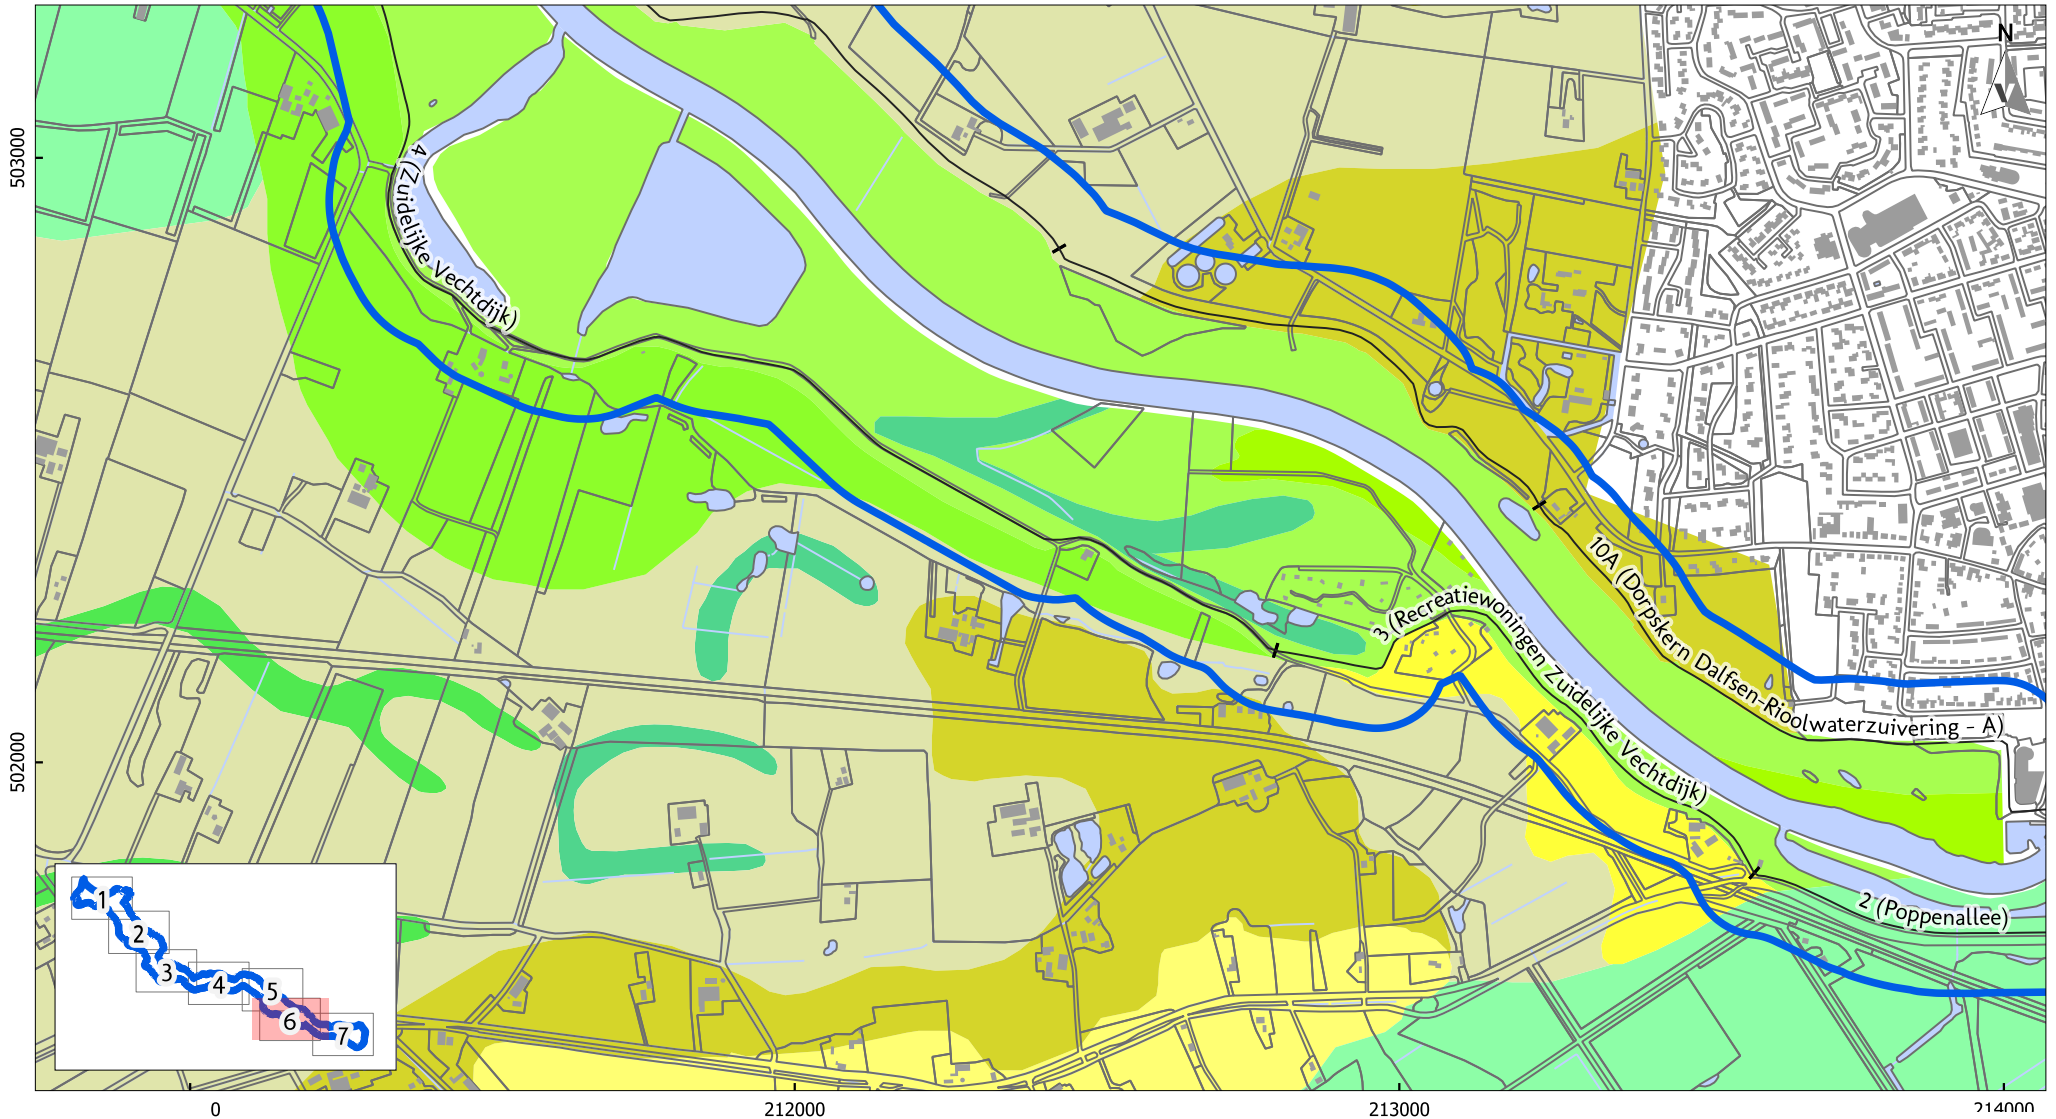 N
503000
502000
4 (Zuidelijke Vechtdijk)
10A (Dorpskern Dalfsen-Rioolwaterzuivering – A)
3 (Recreatiewoningen Zuidelijke Vechtdijk)
2 (Poppenallee)
1
2
3
4
5
6
7
0
212000
213000
214000